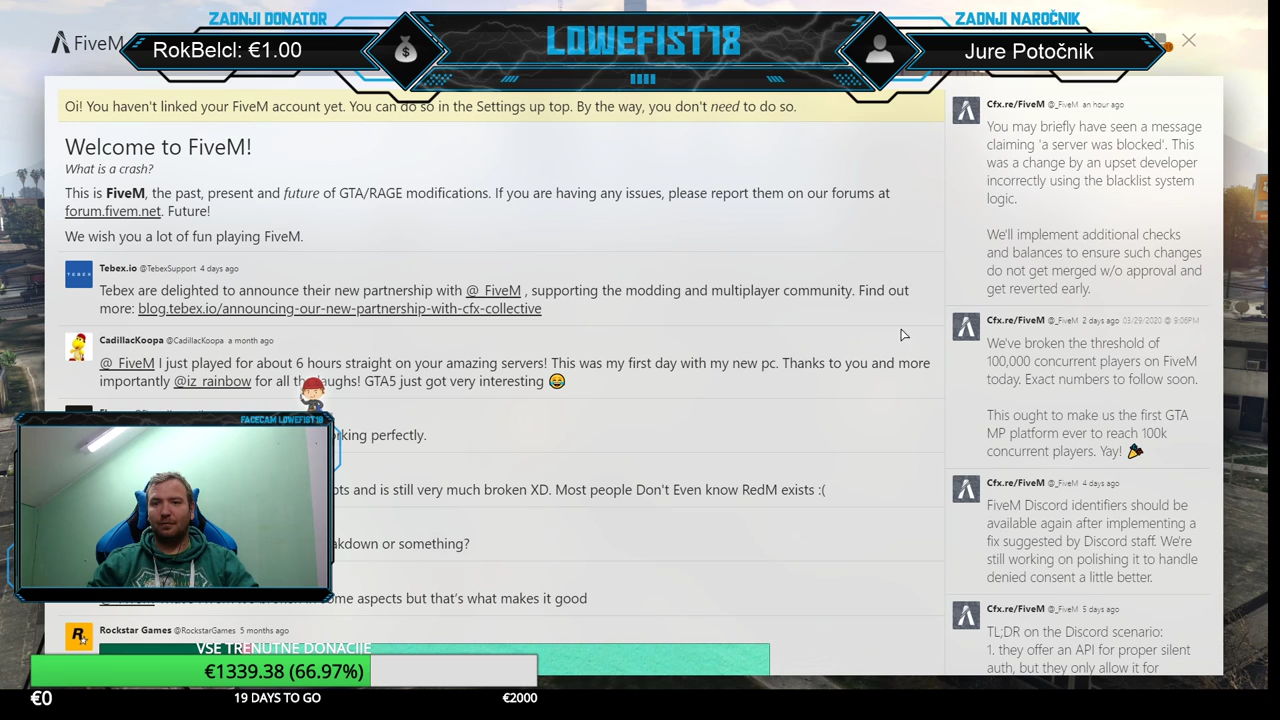 ZADNJI DONATOR
LOWEFIST18
ZADNJI NAROČNIK
FiveM
RokBelcl: €1.00
Jure Potočnik
Oi! You haven't linked your FiveM account yet. You can do so in the Settings up top. By the way, you don't need to do so.
Welcome to FiveM!
What is a crash?
This is FiveM, the past, present and future of GTA/RAGE modifications. If you are having any issues, please report them on our forums at
forum.fivem.net. Future!
We wish you a lot of fun playing FiveM.
TEBEX
Tebex.io @TebexSupport 4 days ago
Tebex are delighted to announce their new partnership with @_FiveM , supporting the modding and multiplayer community. Find out
more: blog.tebex.io/announcing-our-new-partnership-with-cfx-collective
CadillacKoopa @CadillacKoopa a month ago
@_FiveM I just played for about 6 hours straight on your amazing servers! This was my first day with my new pc. Thanks to you and more
importantly @iz_rainbow for all the laughs! GTA5 just got very interesting 😂
FACECAM LOWEFIST18
rking perfectly.
pts and is still very much broken XD. Most people Don't Even know RedM exists :(
akdown or something?
ome aspects but that's what makes it good
Rockstar Games @RockstarGames 5 months ago
VSE TRENUTNE DONACIJE
€1339.38 (66.97%)
€0
19 DAYS TO GO
€2000
Cfx.re/FiveM @_FiveM an hour ago
You may briefly have seen a message
claiming 'a server was blocked'. This
was a change by an upset developer
incorrectly using the blacklist system
logic.
We'll implement additional checks
and balances to ensure such changes
do not get merged w/o approval and
get reverted early.
Cfx.re/FiveM @_FiveM 2 days ago 03/29/2020 @ 9:06PM
We've broken the threshold of
100,000 concurrent players on FiveM
today. Exact numbers to follow soon.
This ought to make us the first GTA
MP platform ever to reach 100k
concurrent players. Yay! 🎉
Cfx.re/FiveM @_FiveM 4 days ago
FiveM Discord identifiers should be
available again after implementing a
fix suggested by Discord staff. We're
still working on polishing it to handle
denied consent a little better.
Cfx.re/FiveM @_FiveM 5 days ago
TL;DR on the Discord scenario:
1. they offer an API for proper silent
auth, but they only allow it for